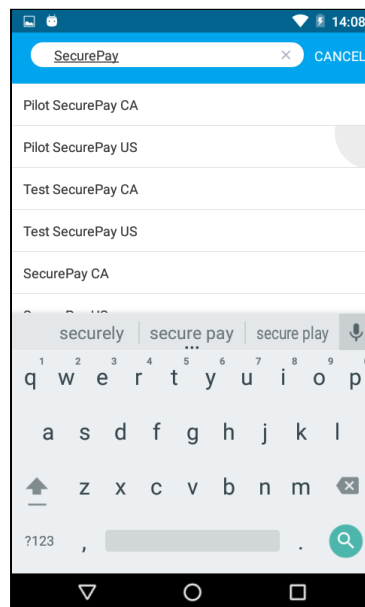 14:08
SecurePay
CANCEL
Pilot SecurePay CA
Pilot SecurePay US
Test SecurePay CA
Test SecurePay US
SecurePay CA
securely secure pay secure play
1 2 3 4 5 6 7 8 9
q w e r t y u i o p
a s d f g h j k l
z x c v b n m
?123 , .